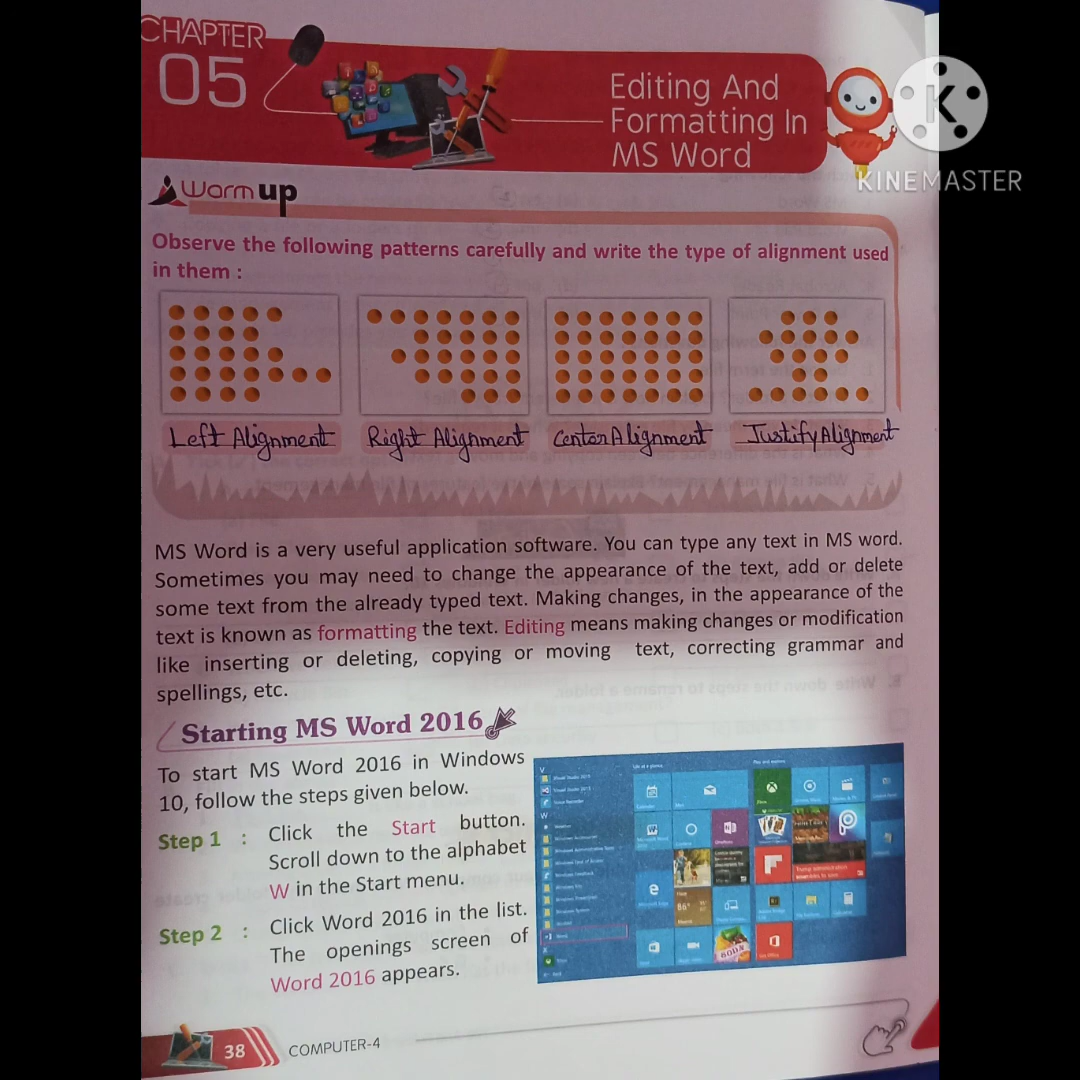 CHAPTER
05
Editing And
Formatting In
MS Word
K
KINEMASTER
Warm up
Observe the following patterns carefully and write the type of alignment used
in them :
Left Alignment Right Alignment Center Alignment Justify Alignment
MS Word is a very useful application software. You can type any text in MS word.
Sometimes you may need to change the appearance of the text, add or delete
some text from the already typed text. Making changes, in the appearance of the
text is known as formatting the text. Editing means making changes or modification
like inserting or deleting, copying or moving text, correcting grammar and
spellings, etc.
Starting MS Word 2016
To start MS Word 2016 in Windows
10, follow the steps given below.
Step 1 : Click the Start button.
Scroll down to the alphabet
W in the Start menu.
Step 2 : Click Word 2016 in the list.
The openings screen of
Word 2016 appears.
38 COMPUTER-4